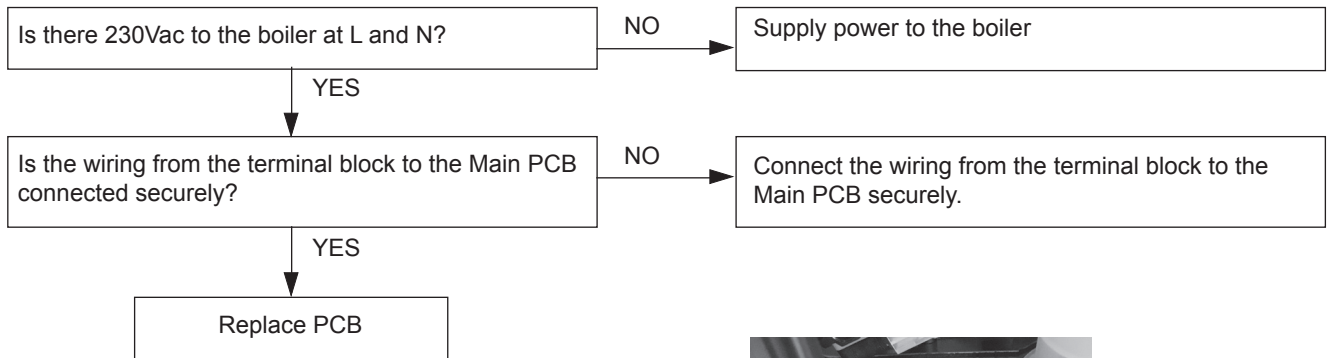 Is there 230Vac to the boiler at L and N?
NO
Supply power to the boiler
YES
Is the wiring from the terminal block to the Main PCB
connected securely?
NO
Connect the wiring from the terminal block to the
Main PCB securely.
YES
Replace PCB